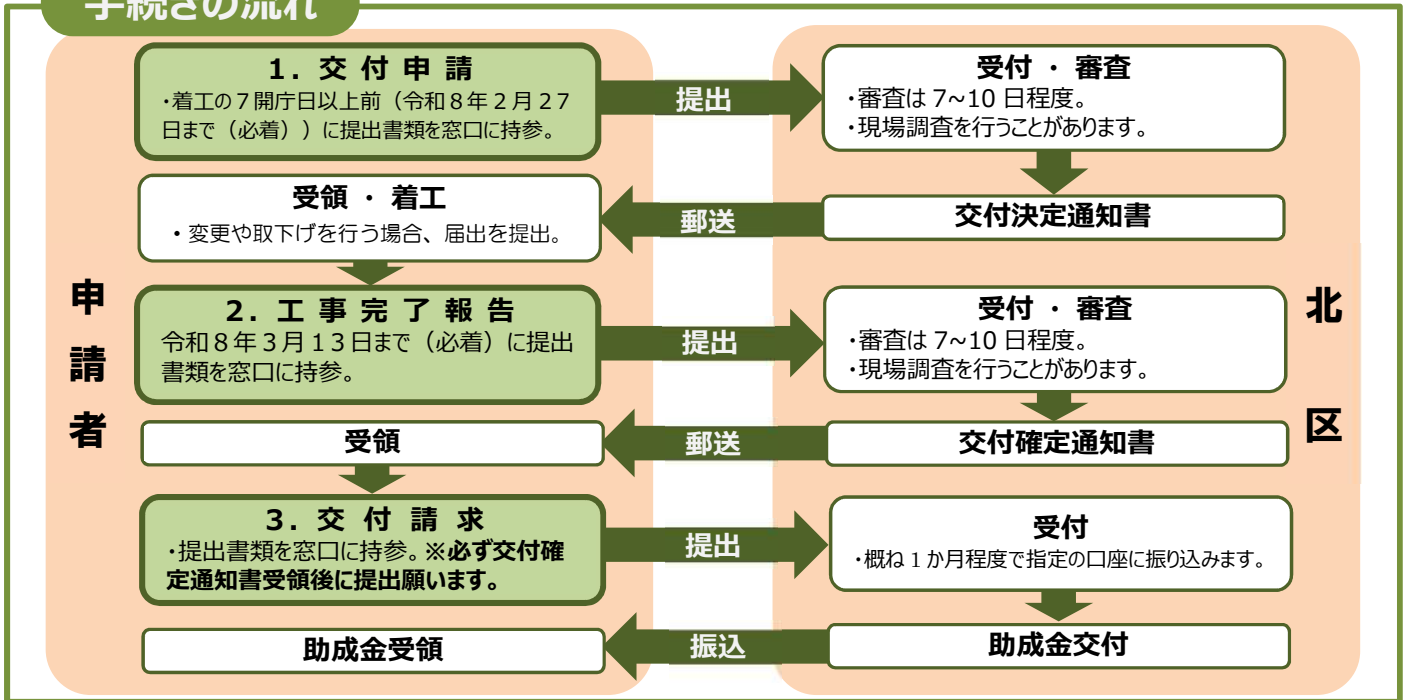 手続きの流れ
1. 交 付 申 請
・着工の７開庁日以上前（令和８年２月２７
日まで（必着））に提出書類を窓口に持参。
提出
受付 ・ 審査
・審査は 7~10 日程度。
・現場調査を行うことがあります。
受領 ・ 着工
・変更や取下げを行う場合、届出を提出。
郵送
交付決定通知書
申請者
北区
2. 工 事 完 了 報 告
令和８年３月１３日まで（必着）に提出
書類を窓口に持参。
提出
受付 ・ 審査
・審査は 7~10 日程度。
・現場調査を行うことがあります。
受領
郵送
交付確定通知書
3. 交 付 請 求
・提出書類を窓口に持参。※必ず交付確
定通知書受領後に提出願います。
提出
受付
・概ね 1 か月程度で指定の口座に振り込みます。
助成金受領
振込
助成金交付